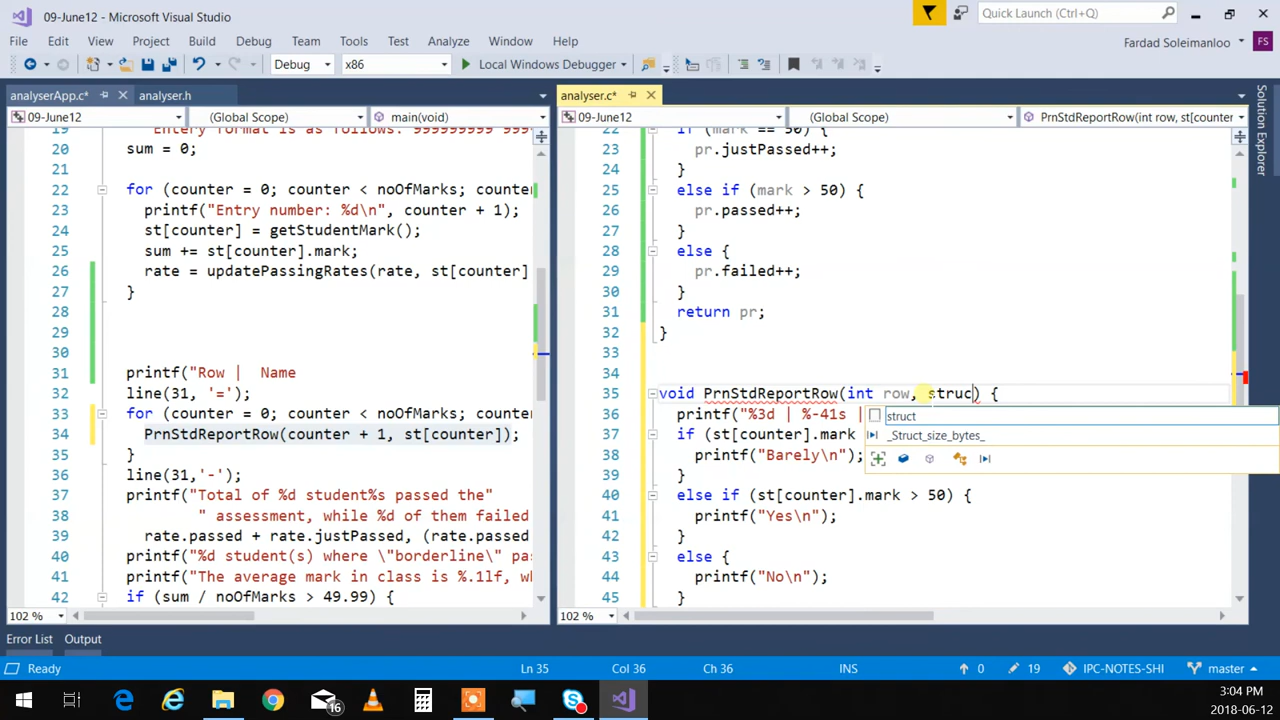 09-June12 - Microsoft Visual Studio
Quick Launch (Ctrl+Q)
File Edit View Project Build Debug Team Tools Test Analyze Window Help
Fardad Soleimanloo FS
Debug x86 Local Windows Debugger
analyserApp.c* analyser.h
09-June12 (Global Scope) main(void)
20 sum = 0;
21
22 for (counter = 0; counter < noOfMarks; counter
23 printf("Entry number: %d\n", counter + 1);
24 st[counter] = getStudentMark();
25 sum += st[counter].mark;
26 rate = updatePassingRates(rate, st[counter]
27 }
28
29
30
31 printf("Row | Name
32 line(31, '=');
33 for (counter = 0; counter < noOfMarks; counter
34 PrnStdReportRow(counter + 1, st[counter]);
35 }
36 line(31,'-');
37 printf("Total of %d student%s passed the"
38 " assessment, while %d of them failed
39 rate.passed + rate.justPassed, (rate.passed
40 printf("%d student(s) where \"borderline\" pas
41 printf("The average mark in class is %.1lf, wh
42 if (sum / noOfMarks > 49.99) {
102 %
analyser.c*
09-June12 (Global Scope) PrnStdReportRow(int row, st[counter
22 if (mark == 50) {
23 pr.justPassed++;
24 }
25 else if (mark > 50) {
26 pr.passed++;
27 }
28 else {
29 pr.failed++;
30 }
31 return pr;
32 }
33
34
35 void PrnStdReportRow(int row, struc) {
36 printf("%3d | %-41s |
37 if (st[counter].mark
38 printf("Barely\n");
39 }
40 else if (st[counter].mark > 50) {
41 printf("Yes\n");
42 }
43 else {
44 printf("No\n");
45 }
struct
_Struct_size_bytes_
102 %
Solution Explorer
Error List Output
Ready Ln 35 Col 36 Ch 36 INS 0 19 IPC-NOTES-SHI master
16
3:04 PM
2018-06-12